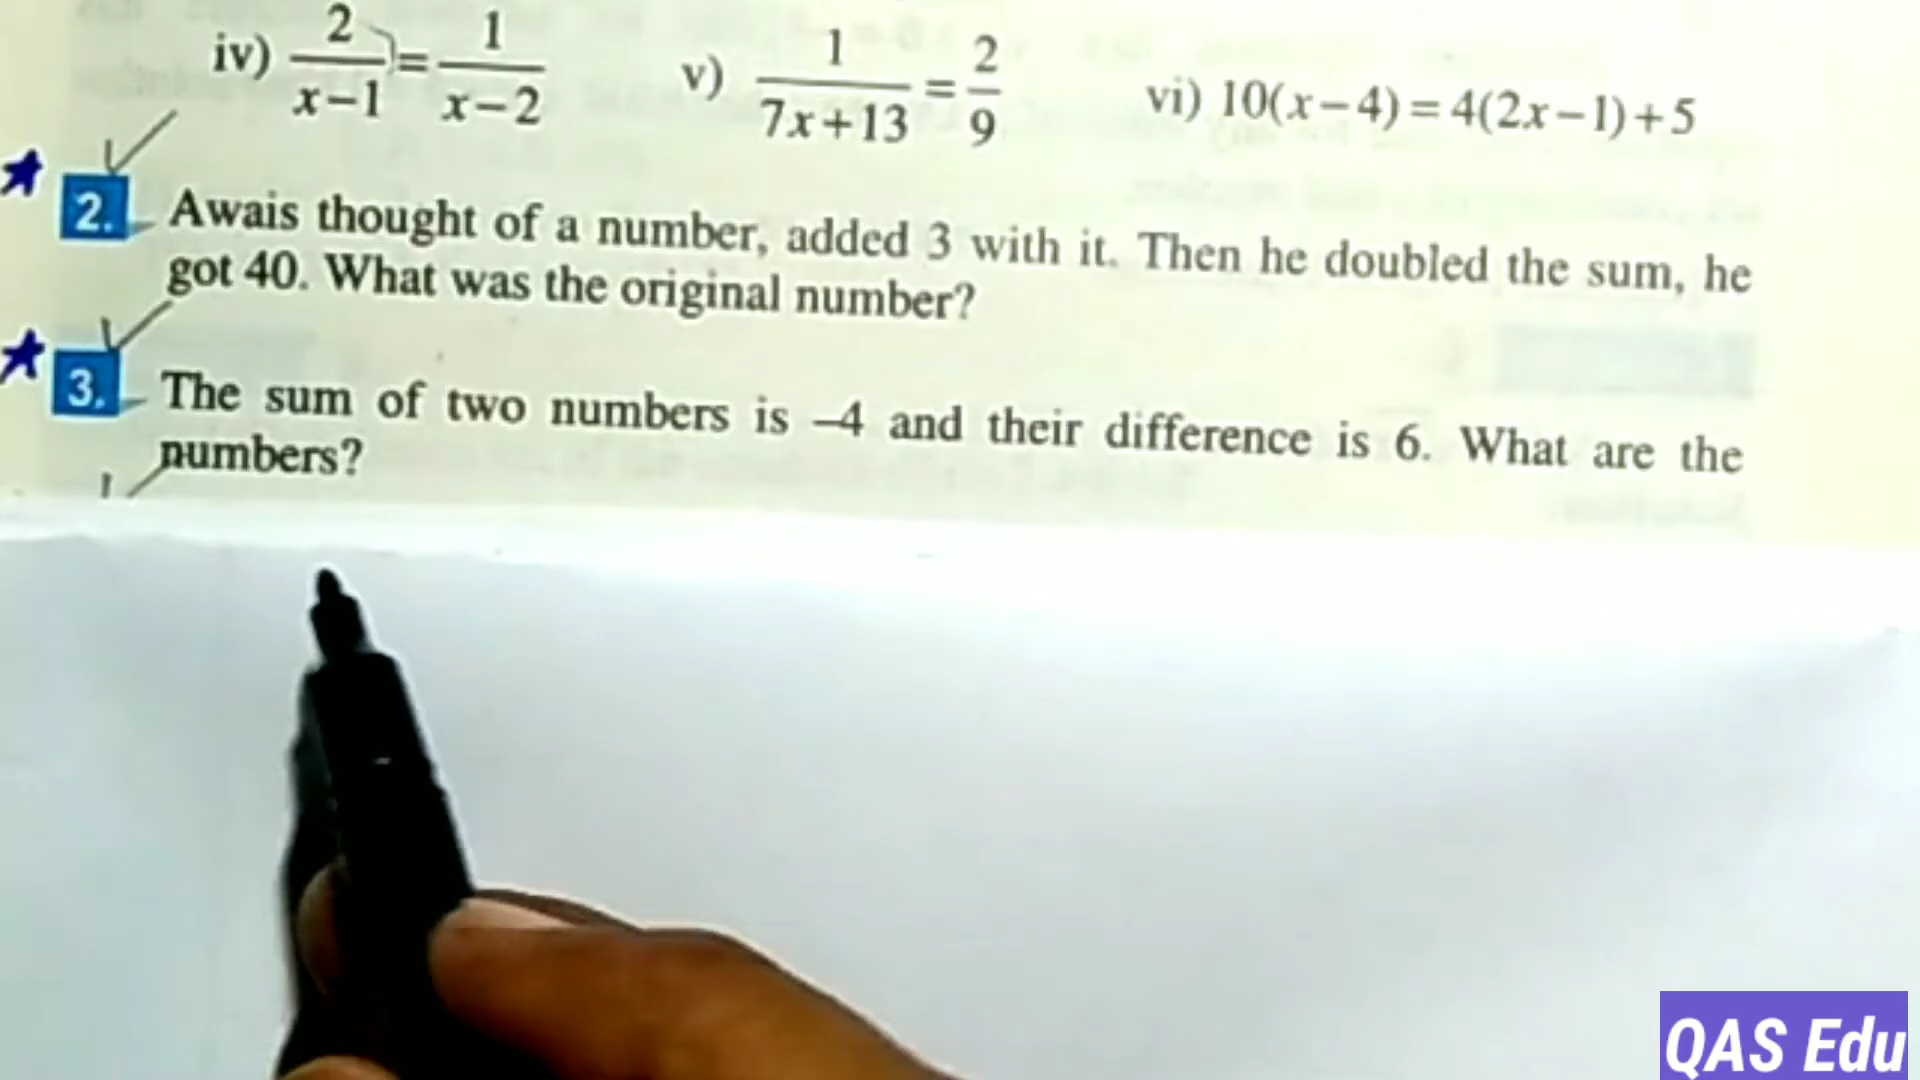 iv) 2/(x-1) = 1/(x-2) v) 1/(7x+13) = 2/9 vi) 10(x-4) = 4(2x-1)+5
2. Awais thought of a number, added 3 with it. Then he doubled the sum, he
got 40. What was the original number?
3. The sum of two numbers is –4 and their difference is 6. What are the
numbers?
QAS Edu